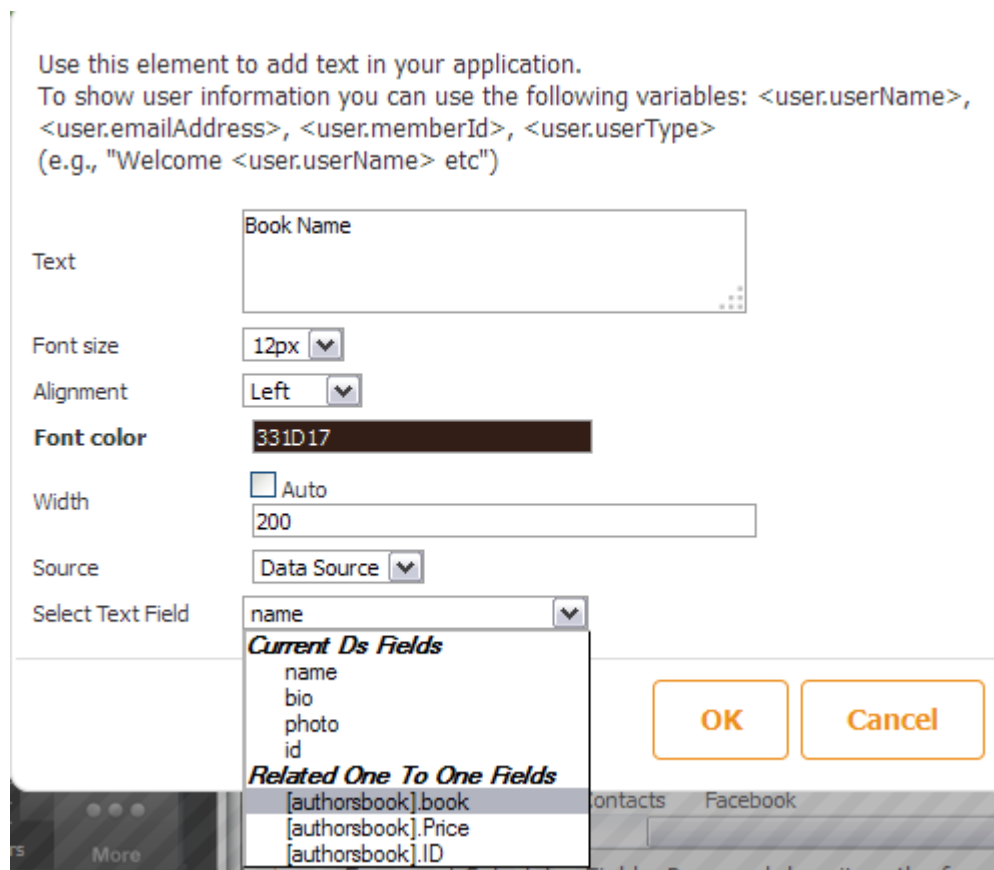 Use this element to add text in your application.
To show user information you can use the following variables: <user.userName>,
<user.emailAddress>, <user.memberId>, <user.userType>
(e.g., "Welcome <user.userName> etc")
Text
Book Name
Font size
12px
Alignment
Left
Font color
331D17
Width
Auto
200
Source
Data Source
Select Text Field
name
Current Ds Fields
name
bio
photo
id
Related One To One Fields
[authorsbook].book
[authorsbook].Price
[authorsbook].ID
OK
Cancel
Facebook
More